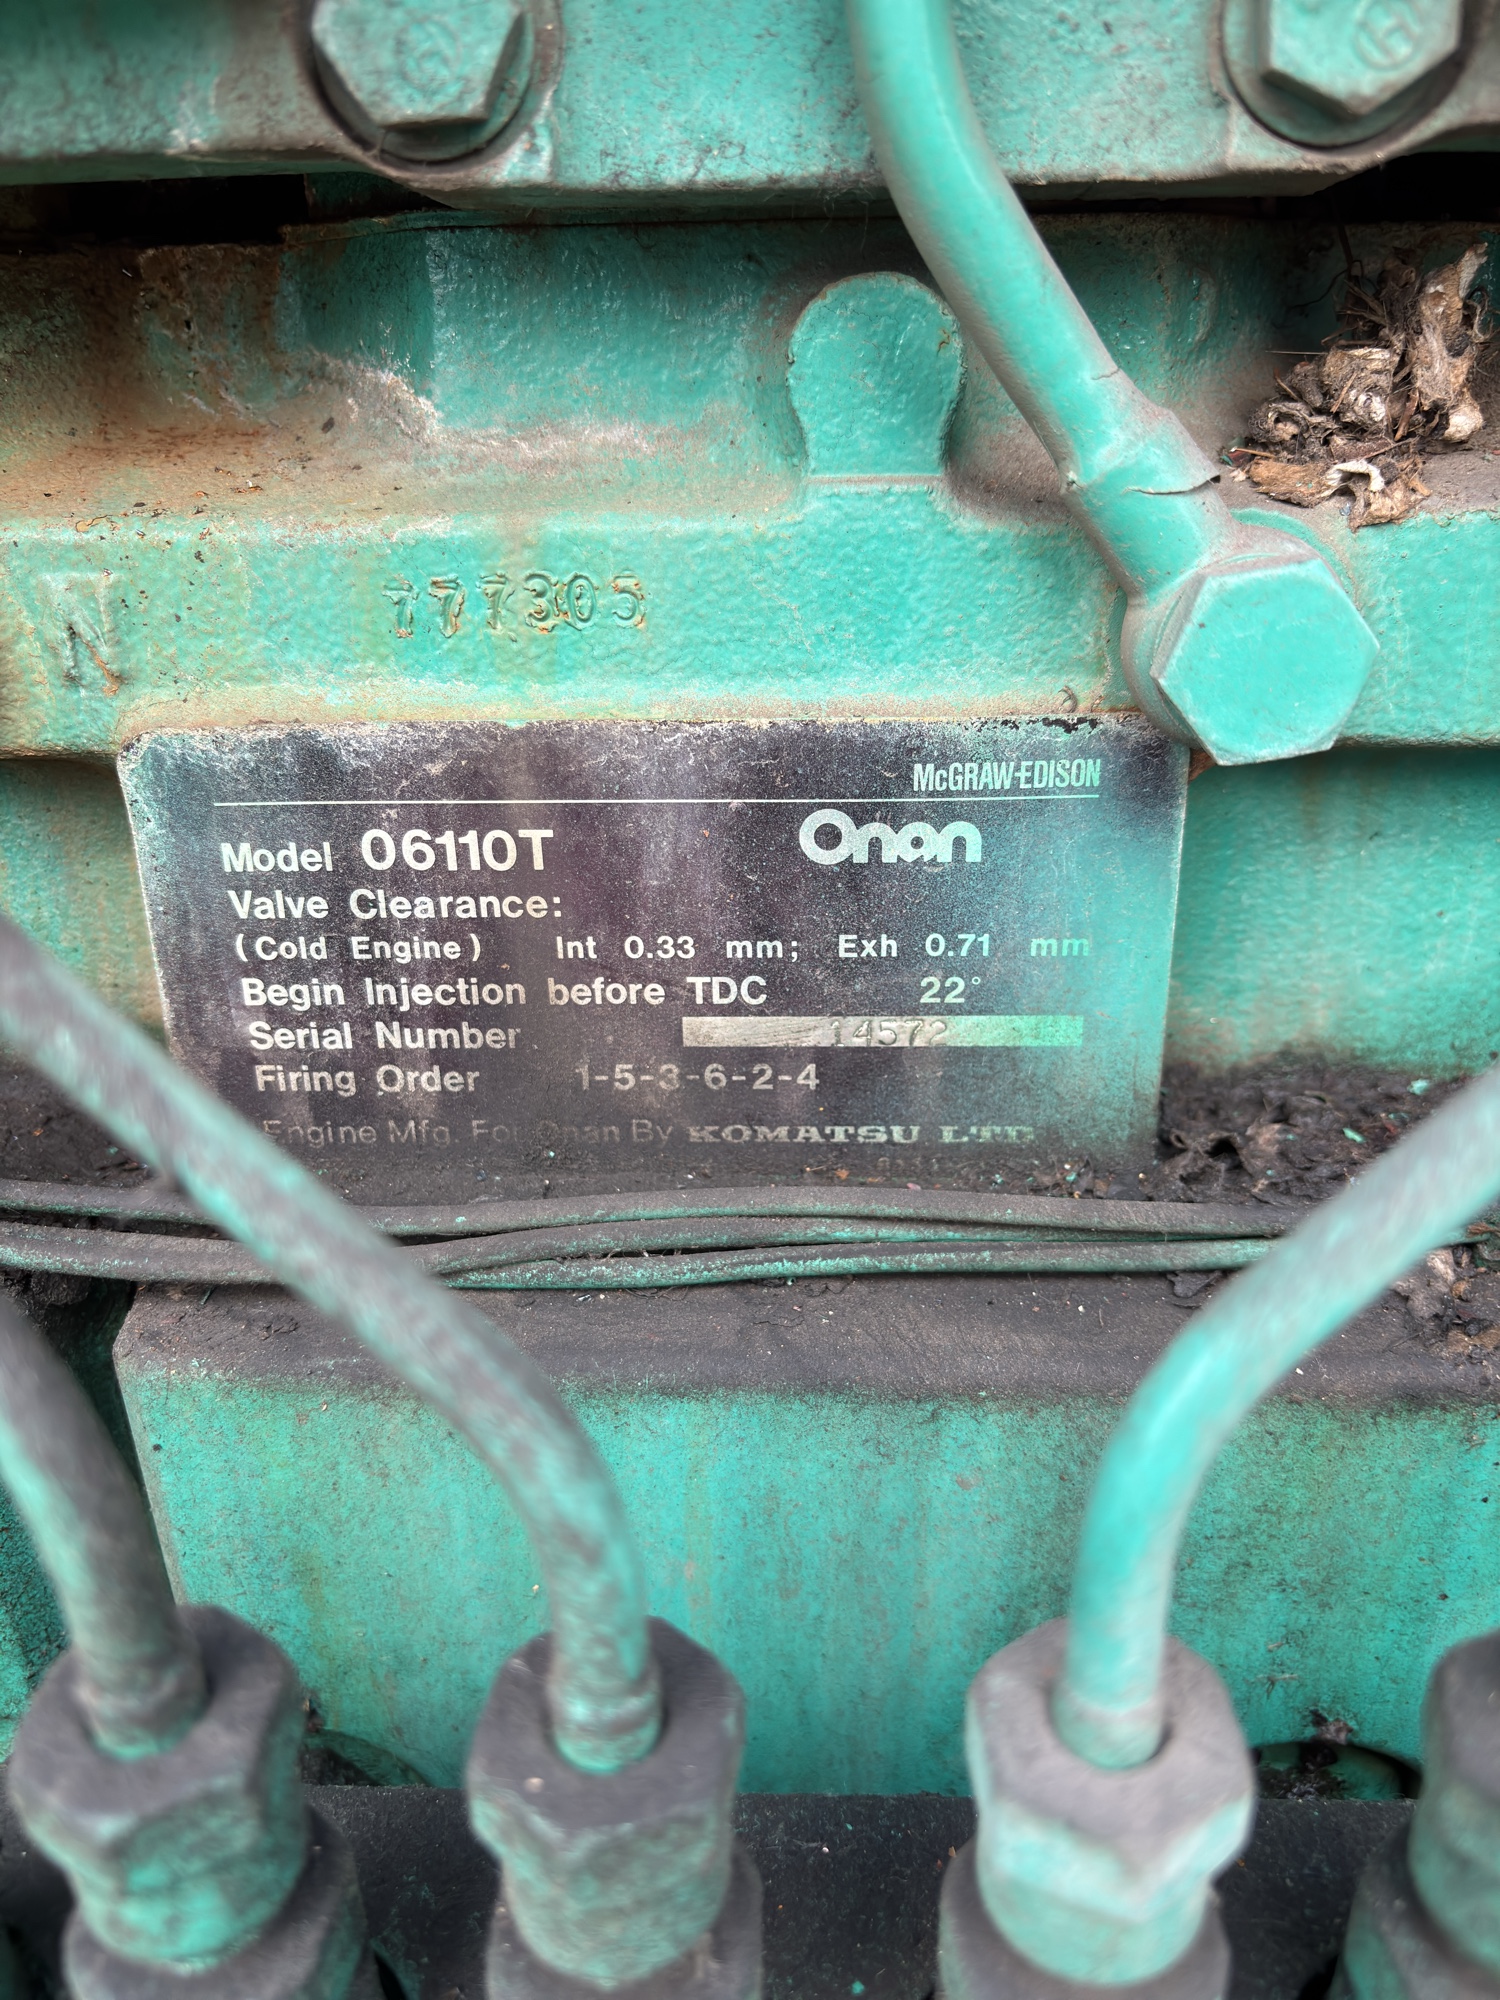 G
G
N
777305
McGRAW-EDISON
Model 06110T Onan
Valve Clearance:
(Cold Engine) Int 0.33 mm; Exh 0.71 mm
Begin Injection before TDC 22°
Serial Number 14572
Firing Order 1-5-3-6-2-4
Engine Mfg. For Onan By KOMATSU LTD